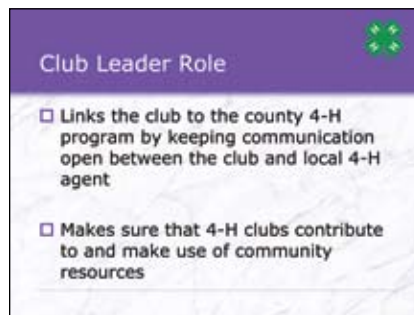 Club Leader Role
Links the club to the county 4-H
program by keeping communication
open between the club and local 4-H
agent
Makes sure that 4-H clubs contribute
to and make use of community
resources